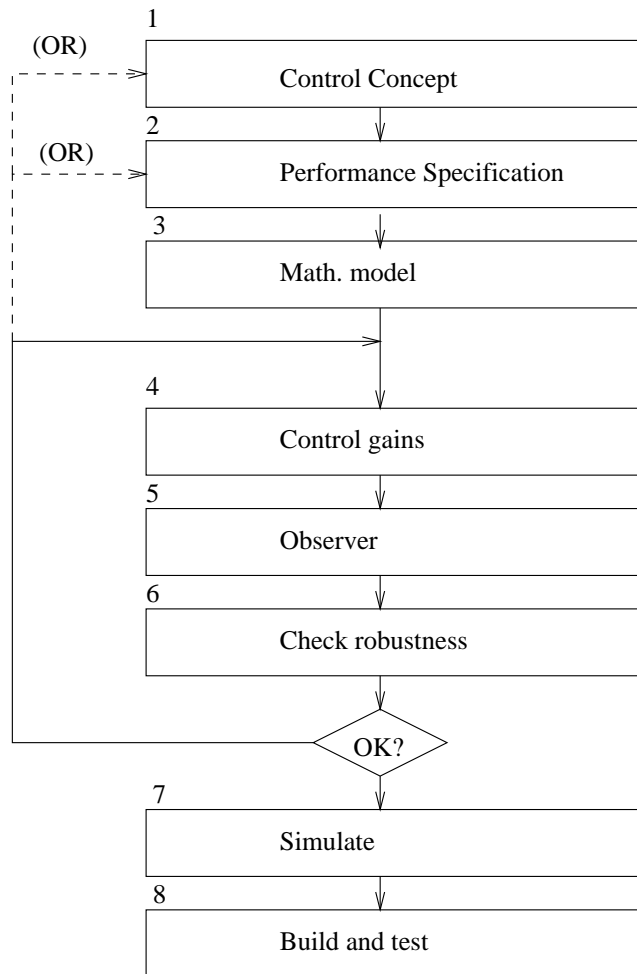 1
(OR)
Control Concept
2
(OR)
Performance Specification
3
Math. model
4
Control gains
5
Observer
6
Check robustness
OK?
7
Simulate
8
Build and test